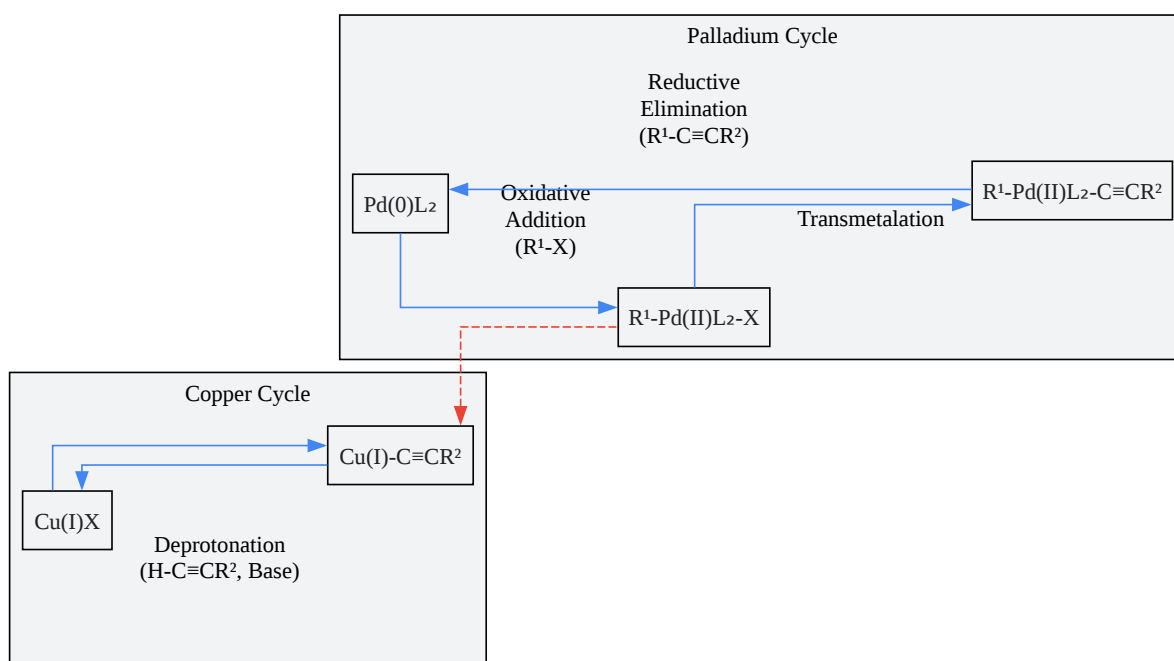 Palladium Cycle
Reductive
Elimination
(R¹-C≡CR²)
Pd(0)L₂
Oxidative
Addition
(R¹-X)
R¹-Pd(II)L₂-C≡CR²
Transmetalation
R¹-Pd(II)L₂-X
Copper Cycle
Cu(I)-C≡CR²
Cu(I)X
Deprotonation
(H-C≡CR², Base)